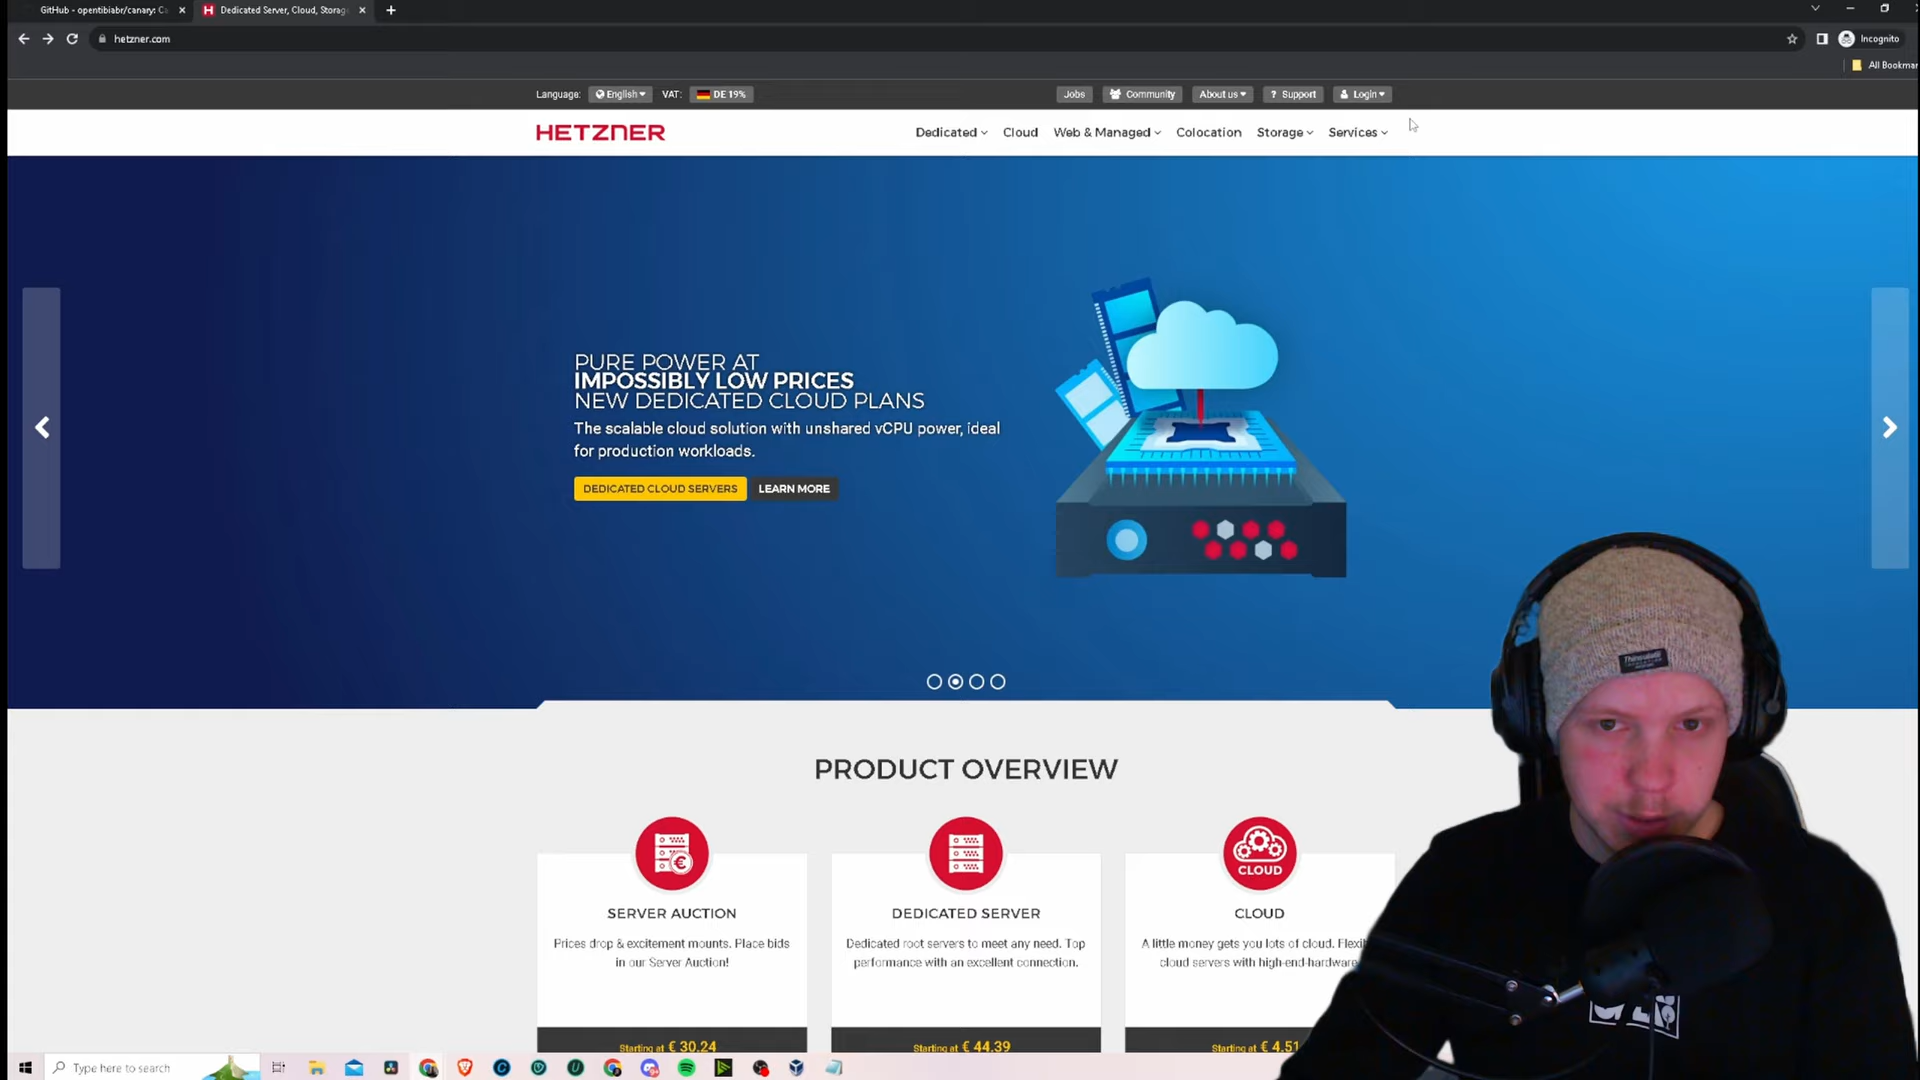 GitHub - opentibiabr/canary: Ca
Dedicated Server, Cloud, Storag
hetzner.com
Incognito
All Bookmar
Language:
English
VAT:
DE 19%
Jobs
Community
About us
? Support
Login
HETZNER
Dedicated
Cloud
Web & Managed
Colocation
Storage
Services
PURE POWER AT
IMPOSSIBLY LOW PRICES
NEW DEDICATED CLOUD PLANS
The scalable cloud solution with unshared vCPU power, ideal
for production workloads.
DEDICATED CLOUD SERVERS
LEARN MORE
PRODUCT OVERVIEW
SERVER AUCTION
Prices drop & excitement mounts. Place bids
in our Server Auction!
Starting at € 30.24
DEDICATED SERVER
Dedicated root servers to meet any need. Top
performance with an excellent connection.
Starting at € 44.39
CLOUD
CLOUD
A little money gets you lots of cloud. Flexi
cloud servers with high-end-hardware
Starting at € 4.51
Thinsulate
Type here to search